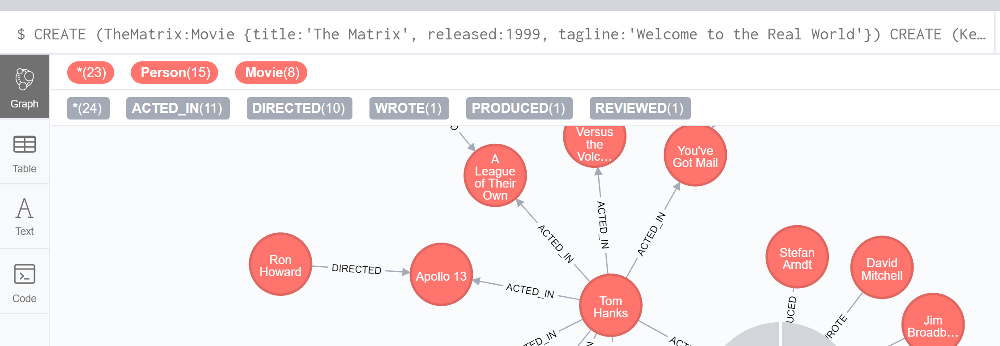 $ CREATE (TheMatrix:Movie {title:'The Matrix', released:1999, tagline:'Welcome to the Real World'}) CREATE (Ke…
*(23) Person(15) Movie(8)
*(24) ACTED_IN(11) DIRECTED(10) WROTE(1) PRODUCED(1) REVIEWED(1)
Graph
Table
Text
Code
Versus
the
Volc…
You've
Got Mail
A
League
of Their
Own
ACTED_IN
ACTED_IN
ACTED_IN
Ron
Howard
DIRECTED
Apollo 13
ACTED_IN
Tom
Hanks
Stefan
Arndt
David
Mitchell
Jim
Broadb…
UCED
ROTE
TED_IN
ACT